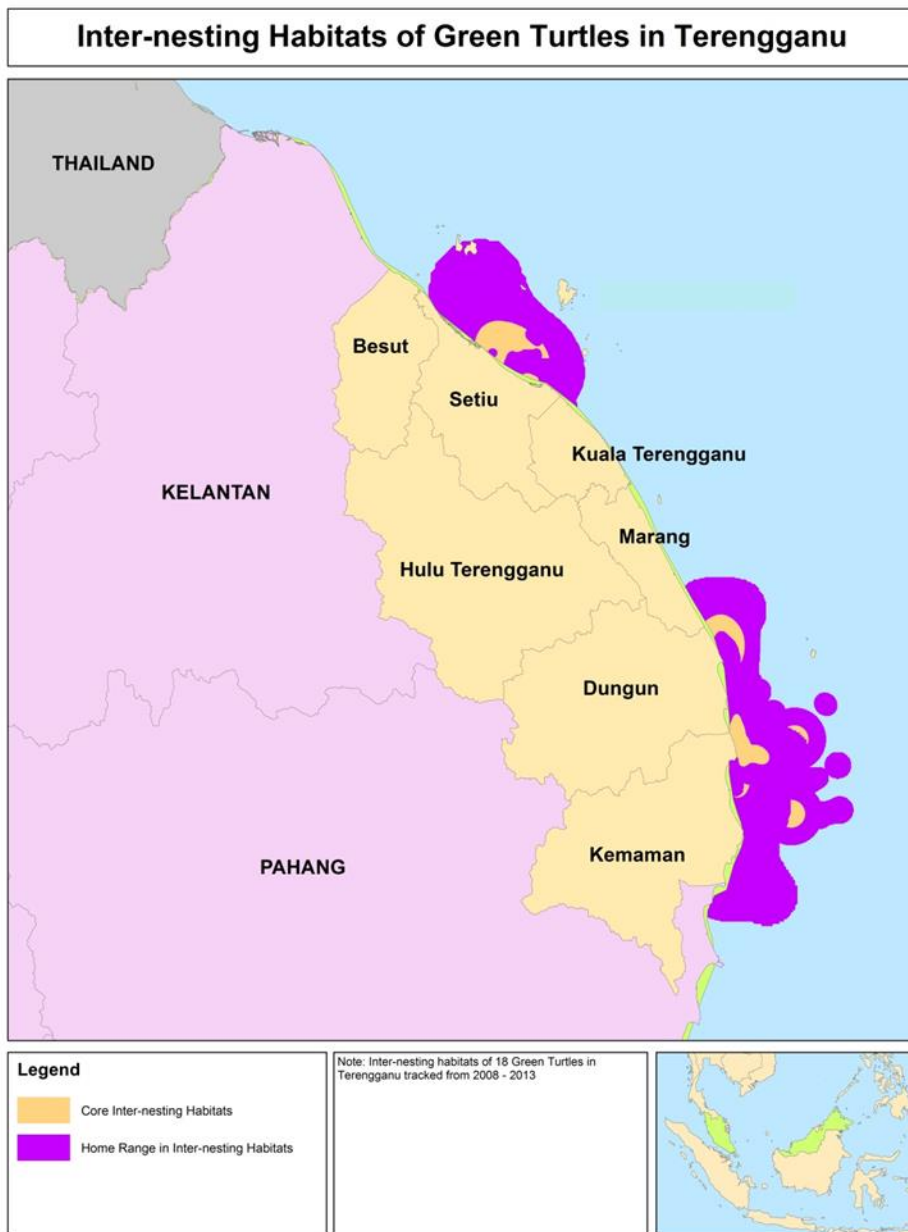 Inter-nesting Habitats of Green Turtles in Terengganu
THAILAND
Besut
Setiu
Kuala Terengganu
KELANTAN
Marang
Hulu Terengganu
Dungun
Kemaman
PAHANG
Legend
Core Inter-nesting Habitats
Home Range in Inter-nesting Habitats
Note: Inter-nesting habitats of 18 Green Turtles in
Terengganu tracked from 2008 - 2013